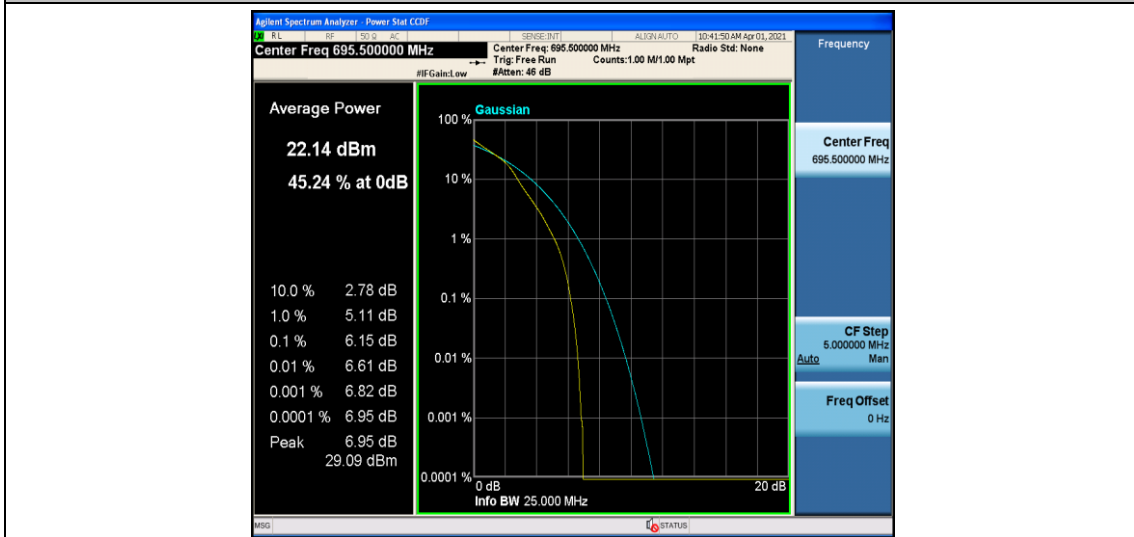 Agilent Spectrum Analyzer - Power Stat CCDF
RL RF 50 Ω AC SENSE:INT ALIGN AUTO 10:41:50 AM Apr 01, 2021
Center Freq 695.500000 MHz
Center Freq: 695.500000 MHz Radio Std: None
Trig: Free Run Counts:1.00 M/1.00 Mpt
#IFGain:Low #Atten: 46 dB
Frequency
Average Power
22.14 dBm
45.24 % at 0dB
10.0 % 2.78 dB
1.0 % 5.11 dB
0.1 % 6.15 dB
0.01 % 6.61 dB
0.001 % 6.82 dB
0.0001 % 6.95 dB
Peak 6.95 dB
29.09 dBm
Gaussian
100 %
10 %
1 %
0.1 %
0.01 %
0.001 %
0.0001 %
0 dB 20 dB
Info BW 25.000 MHz
Center Freq
695.500000 MHz
CF Step
5.000000 MHz
Auto Man
Freq Offset
0 Hz
MSG STATUS